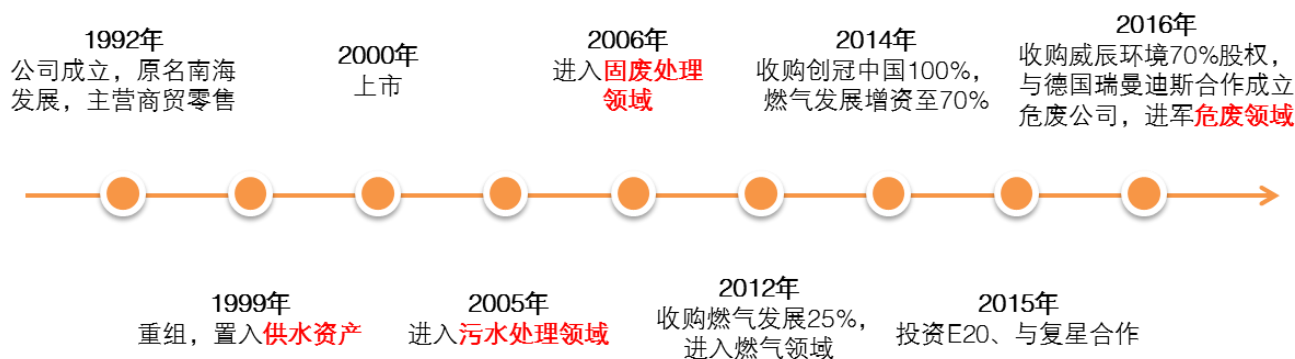 1992年
公司成立，原名南海
发展，主营商贸零售
2000年
上市
2006年
进入固废处理
领域
2014年
收购创冠中国100%，
燃气发展增资至70%
2016年
收购威辰环境70%股权，
与德国瑞曼迪斯合作成立
危废公司，进军危废领域
1999年
重组，置入供水资产
2005年
进入污水处理领域
2012年
收购燃气发展25%，
进入燃气领域
2015年
投资E20、与复星合作